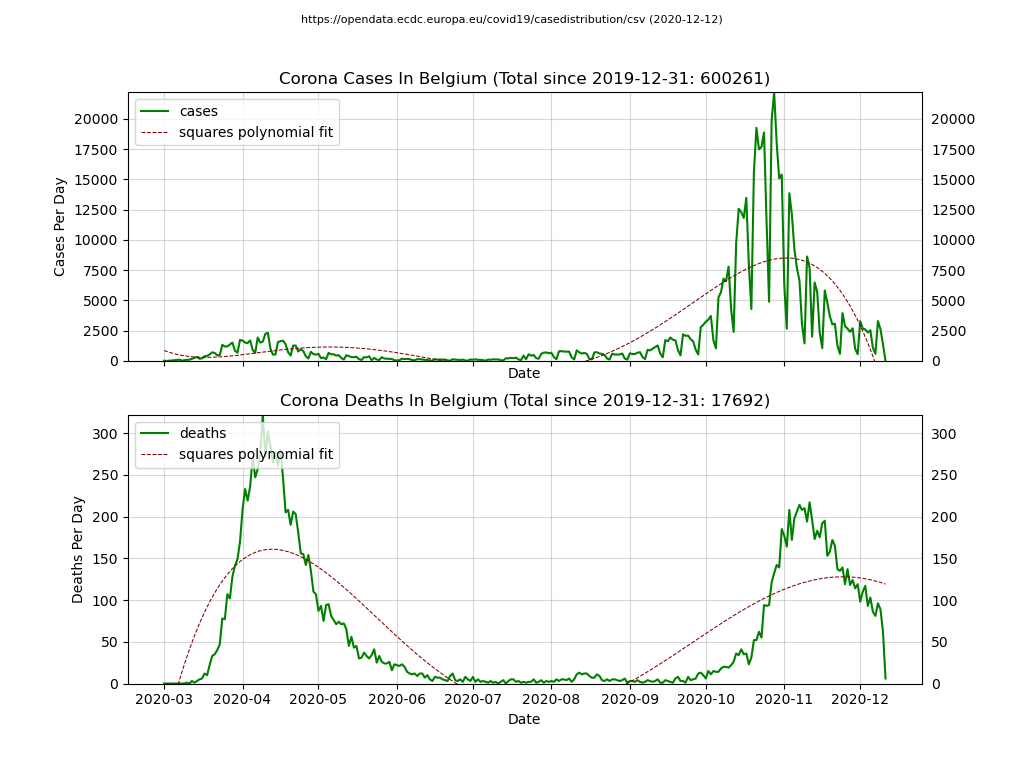 https://opendata.ecdc.europa.eu/covid19/casedistribution/csv (2020-12-12)
Corona Cases In Belgium (Total since 2019-12-31: 600261)
cases
squares polynomial fit
20000 20000
17500 17500
15000 15000
12500 12500
10000 10000
7500 7500
5000 5000
2500 2500
0 0
Cases Per Day
Date
Corona Deaths In Belgium (Total since 2019-12-31: 17692)
deaths
squares polynomial fit
300 300
250 250
200 200
150 150
100 100
50 50
0 0
Deaths Per Day
2020-03 2020-04 2020-05 2020-06 2020-07 2020-08 2020-09 2020-10 2020-11 2020-12
Date